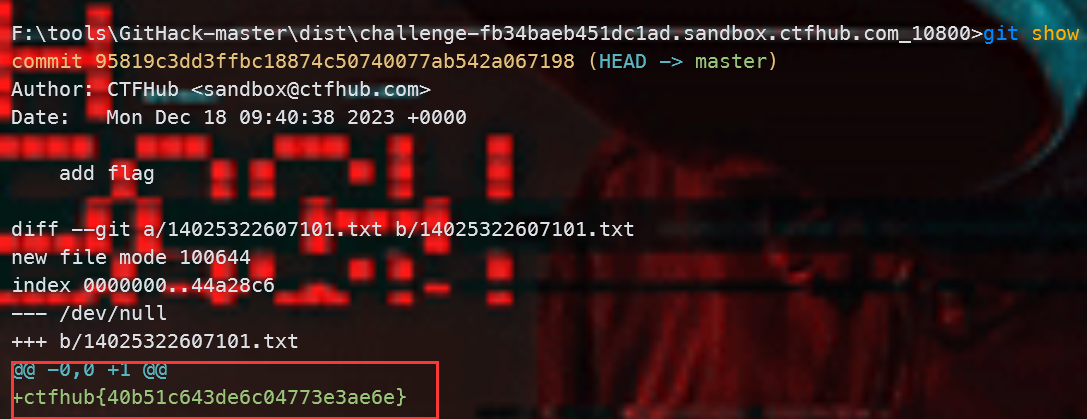 F:\tools\GitHack-master\dist\challenge-fb34baeb451dc1ad.sandbox.ctfhub.com_10800>git show
commit 95819c3dd3ffbc18874c50740077ab542a067198 (HEAD -> master)
Author: CTFHub <sandbox@ctfhub.com>
Date:   Mon Dec 18 09:40:38 2023 +0000
    add flag
diff --git a/14025322607101.txt b/14025322607101.txt
new file mode 100644
index 0000000..44a28c6
--- /dev/null
+++ b/14025322607101.txt
@@ -0,0 +1 @@
+ctfhub{40b51c643de6c04773e3ae6e}